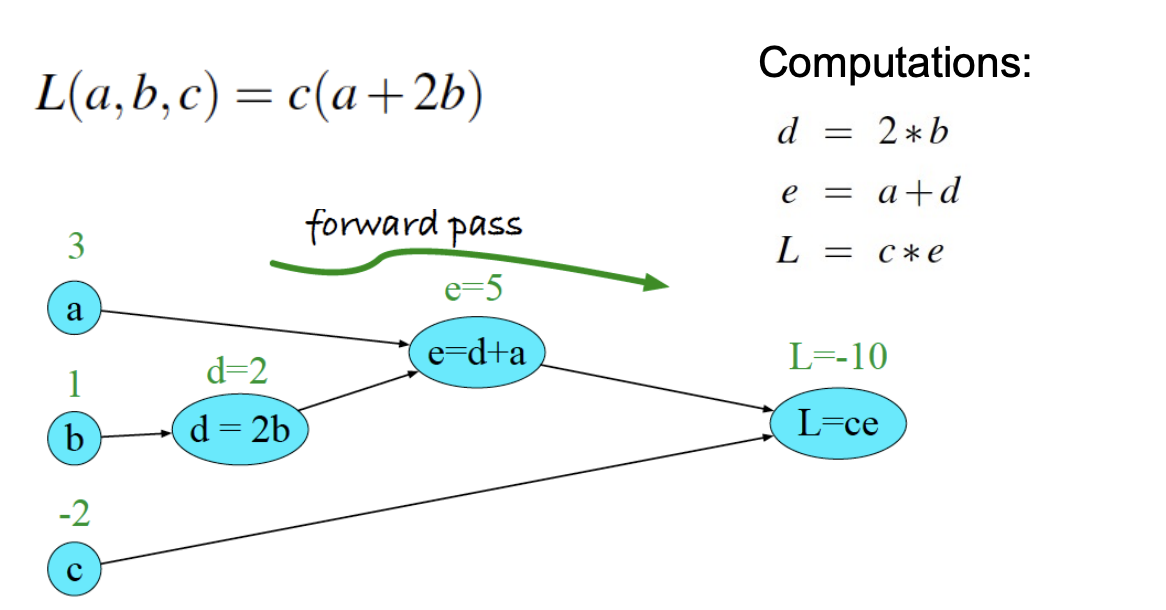 L(a,b,c) = c(a+2b)
Computations:
d = 2*b
e = a+d
L = c*e
forward pass
3
a
e=5
e=d+a
1
b
d=2
d = 2b
L=-10
L=ce
-2
c